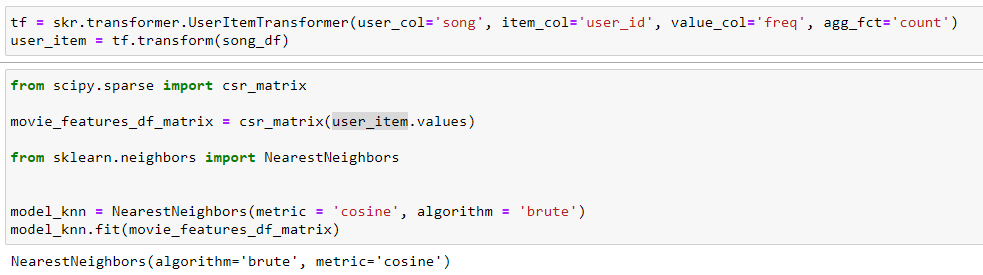 tf = skr.transformer.UserItemTransformer(user_col='song', item_col='user_id', value_col='freq', agg_fct='count')
user_item = tf.transform(song_df)
from scipy.sparse import csr_matrix
movie_features_df_matrix = csr_matrix(user_item.values)
from sklearn.neighbors import NearestNeighbors
model_knn = NearestNeighbors(metric = 'cosine', algorithm = 'brute')
model_knn.fit(movie_features_df_matrix)
NearestNeighbors(algorithm='brute', metric='cosine')